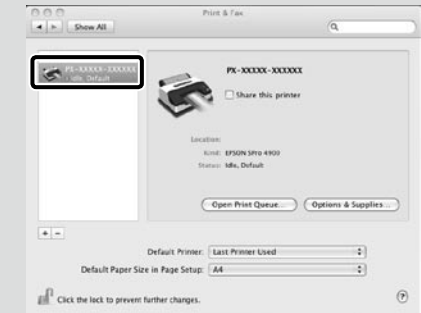 Print & Fax
Show All
PX-XXXXX-XXXXXX
Idle, Default
PX-XXXXX-XXXXXX
Share this printer
Location:
Kind: EPSON SPro 4900
Status: Idle, Default
Open Print Queue...
Options & Supplies...
+ -
Default Printer: Last Printer Used
Default Paper Size in Page Setup: A4
Click the lock to prevent further changes.
?